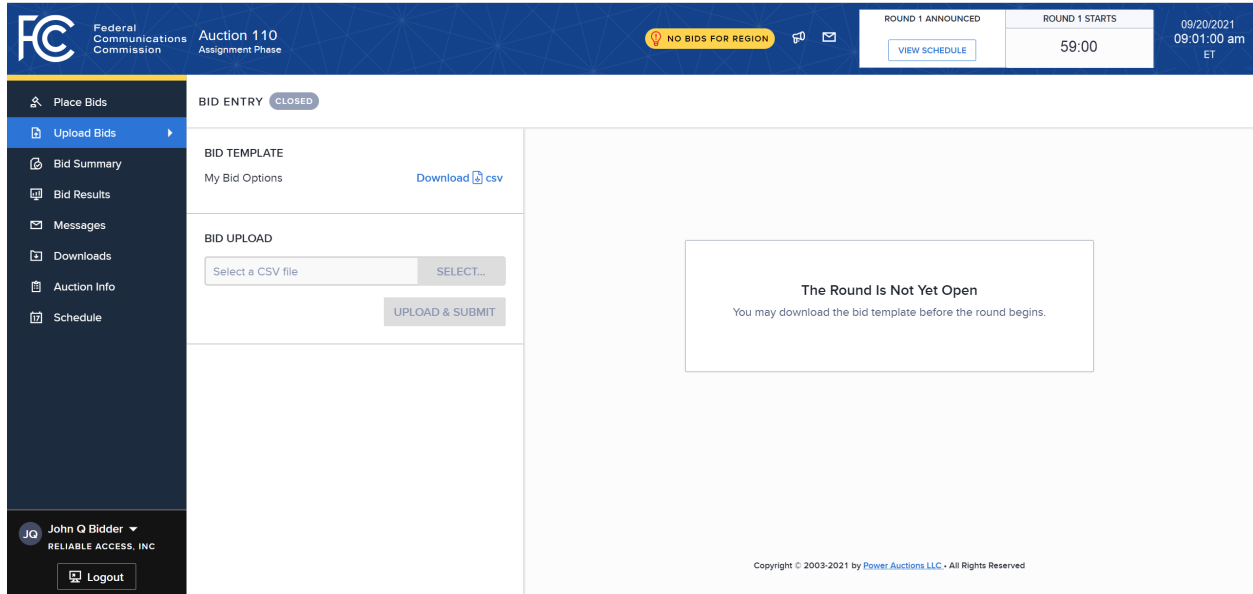 FCC
Federal
Communications
Commission
Auction 110
Assignment Phase
NO BIDS FOR REGION
ROUND 1 ANNOUNCED
VIEW SCHEDULE
ROUND 1 STARTS
59:00
09/20/2021
09:01:00 am
ET
Place Bids
Upload Bids
Bid Summary
Bid Results
Messages
Downloads
Auction Info
17 Schedule
BID ENTRY CLOSED
BID TEMPLATE
My Bid Options Download csv
BID UPLOAD
Select a CSV file SELECT...
UPLOAD & SUBMIT
The Round Is Not Yet Open
You may download the bid template before the round begins.
JQ John Q Bidder
RELIABLE ACCESS, INC
Logout
Copyright © 2003-2021 by Power Auctions LLC • All Rights Reserved